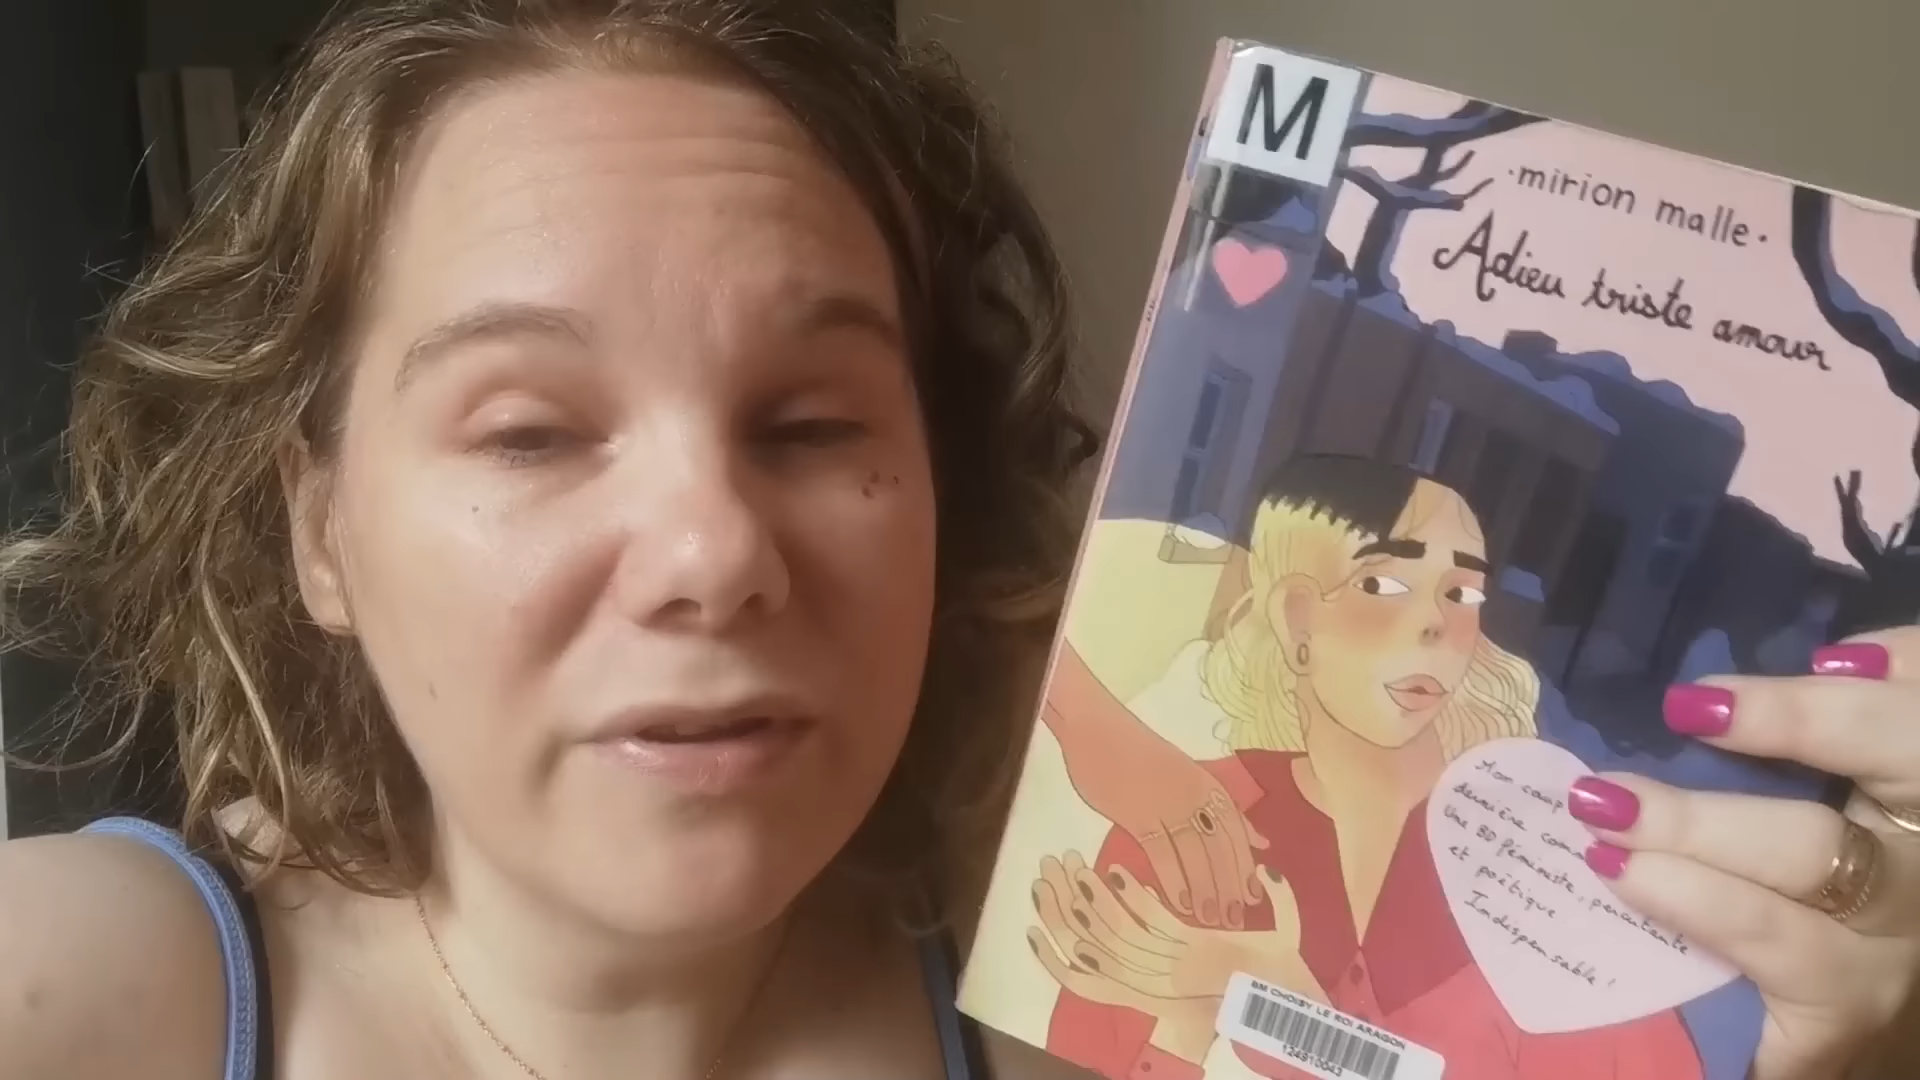 M
·mirion malle·
Adieu triste amour
Mon coup
dernière comm
Une BD féministe, percutante
et poétique
Indispensable !
BM CHOISY LE ROI ARAGON